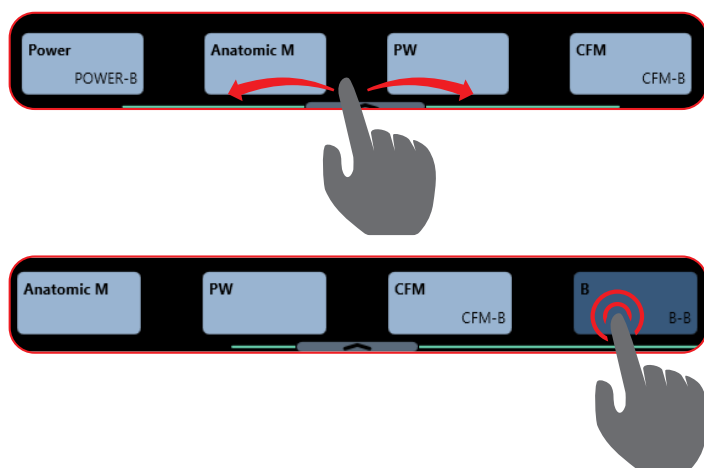 Power
POWER-B
Anatomic M
PW
CFM
CFM-B
Anatomic M
PW
CFM
CFM-B
B
B-B